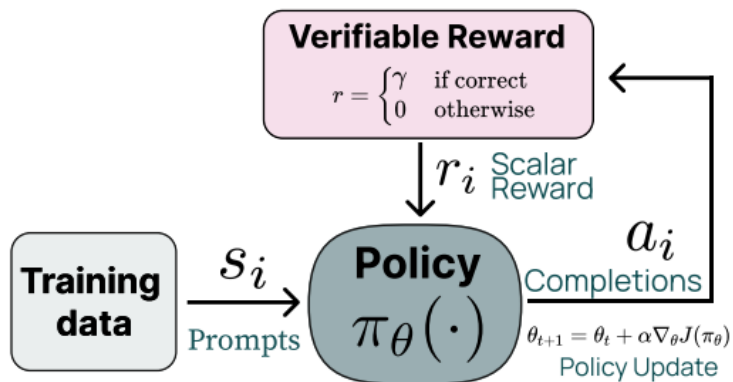 Verifiable Reward
r = { γ if correct
0 otherwise
r_i Scalar
Reward
Training
data
s_i
Prompts
Policy
π_θ(·)
a_i
Completions
θ_{t+1} = θ_t + α∇_θJ(π_θ)
Policy Update